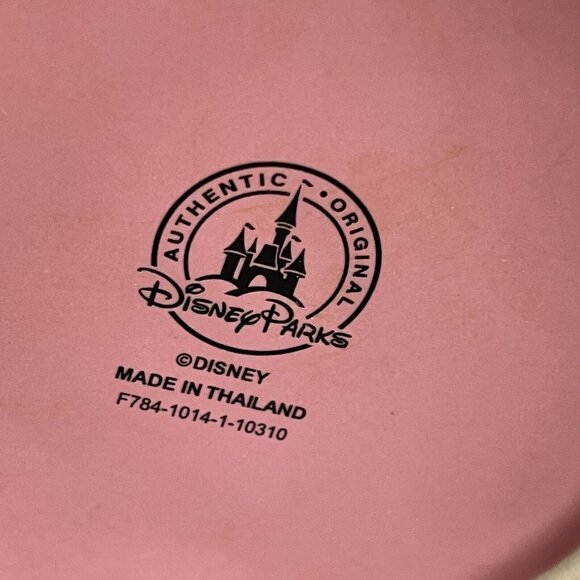 AUTHENTIC • ORIGINAL
Disney Parks
©DISNEY
MADE IN THAILAND
F784-1014-1-10310